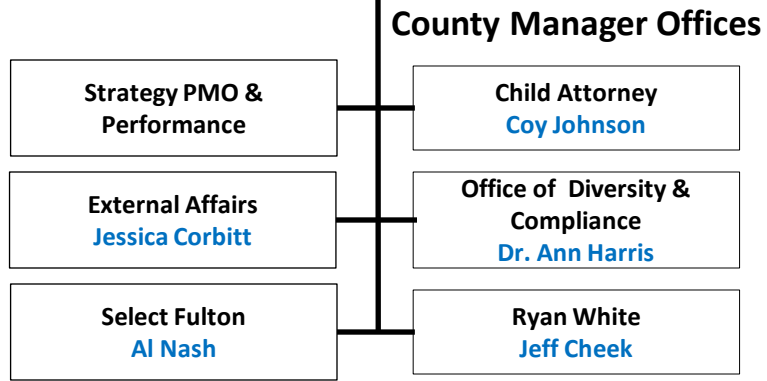 County Manager Offices
Strategy PMO &
Performance
Child Attorney
Coy Johnson
External Affairs
Jessica Corbitt
Office of Diversity &
Compliance
Dr. Ann Harris
Select Fulton
Al Nash
Ryan White
Jeff Cheek